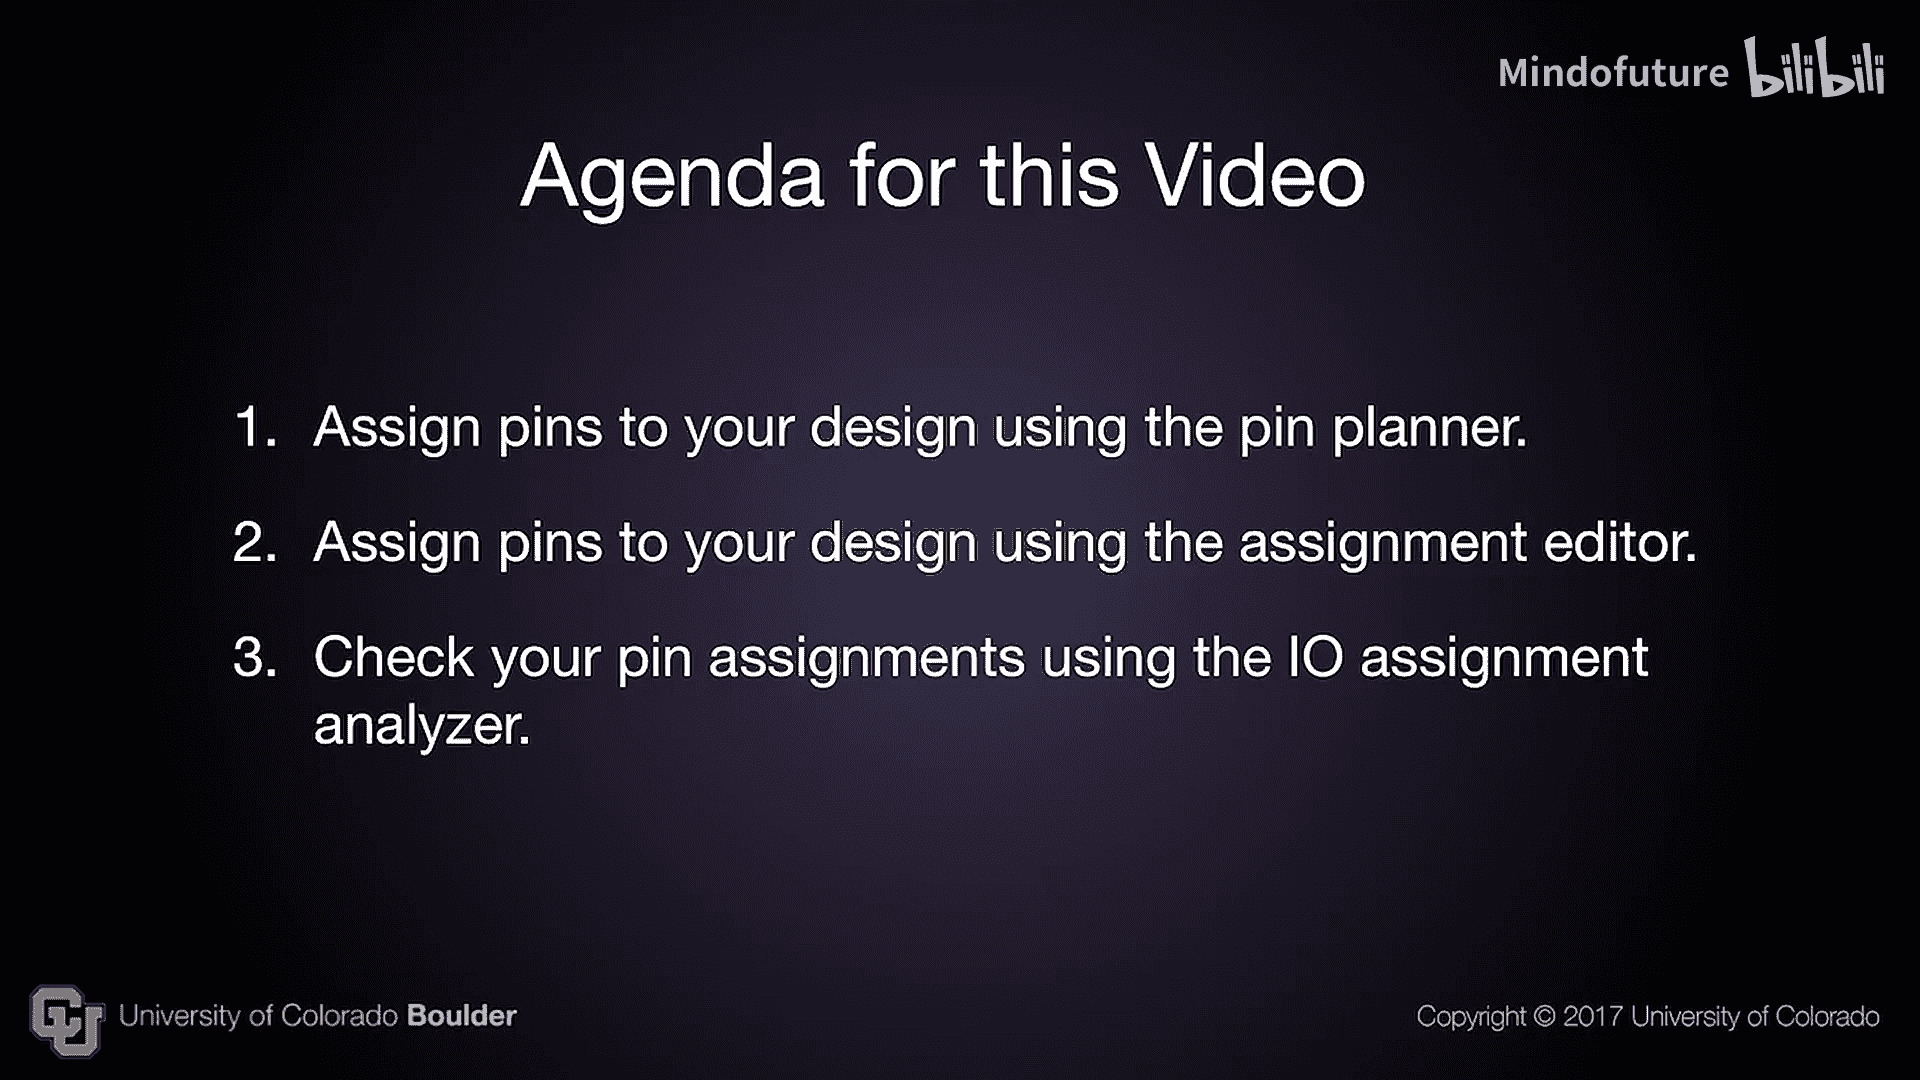 Mindofuture bilibili
Agenda for this Video
1. Assign pins to your design using the pin planner.
2. Assign pins to your design using the assignment editor.
3. Check your pin assignments using the IO assignment
analyzer.
CU University of Colorado Boulder
Copyright © 2017 University of Colorado